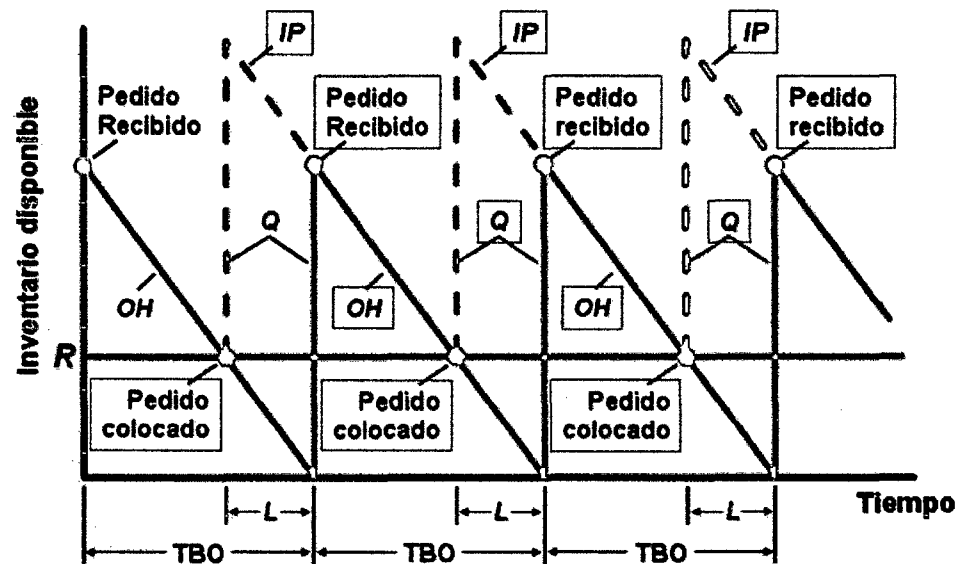 IP
IP
IP
Pedido
Recibido
Pedido
Recibido
Pedido
recibido
Pedido
recibido
Inventario disponible
Q
Q
Q
OH
OH
OH
R
Pedido
colocado
Pedido
colocado
Pedido
colocado
Tiempo
L
L
L
TBO
TBO
TBO